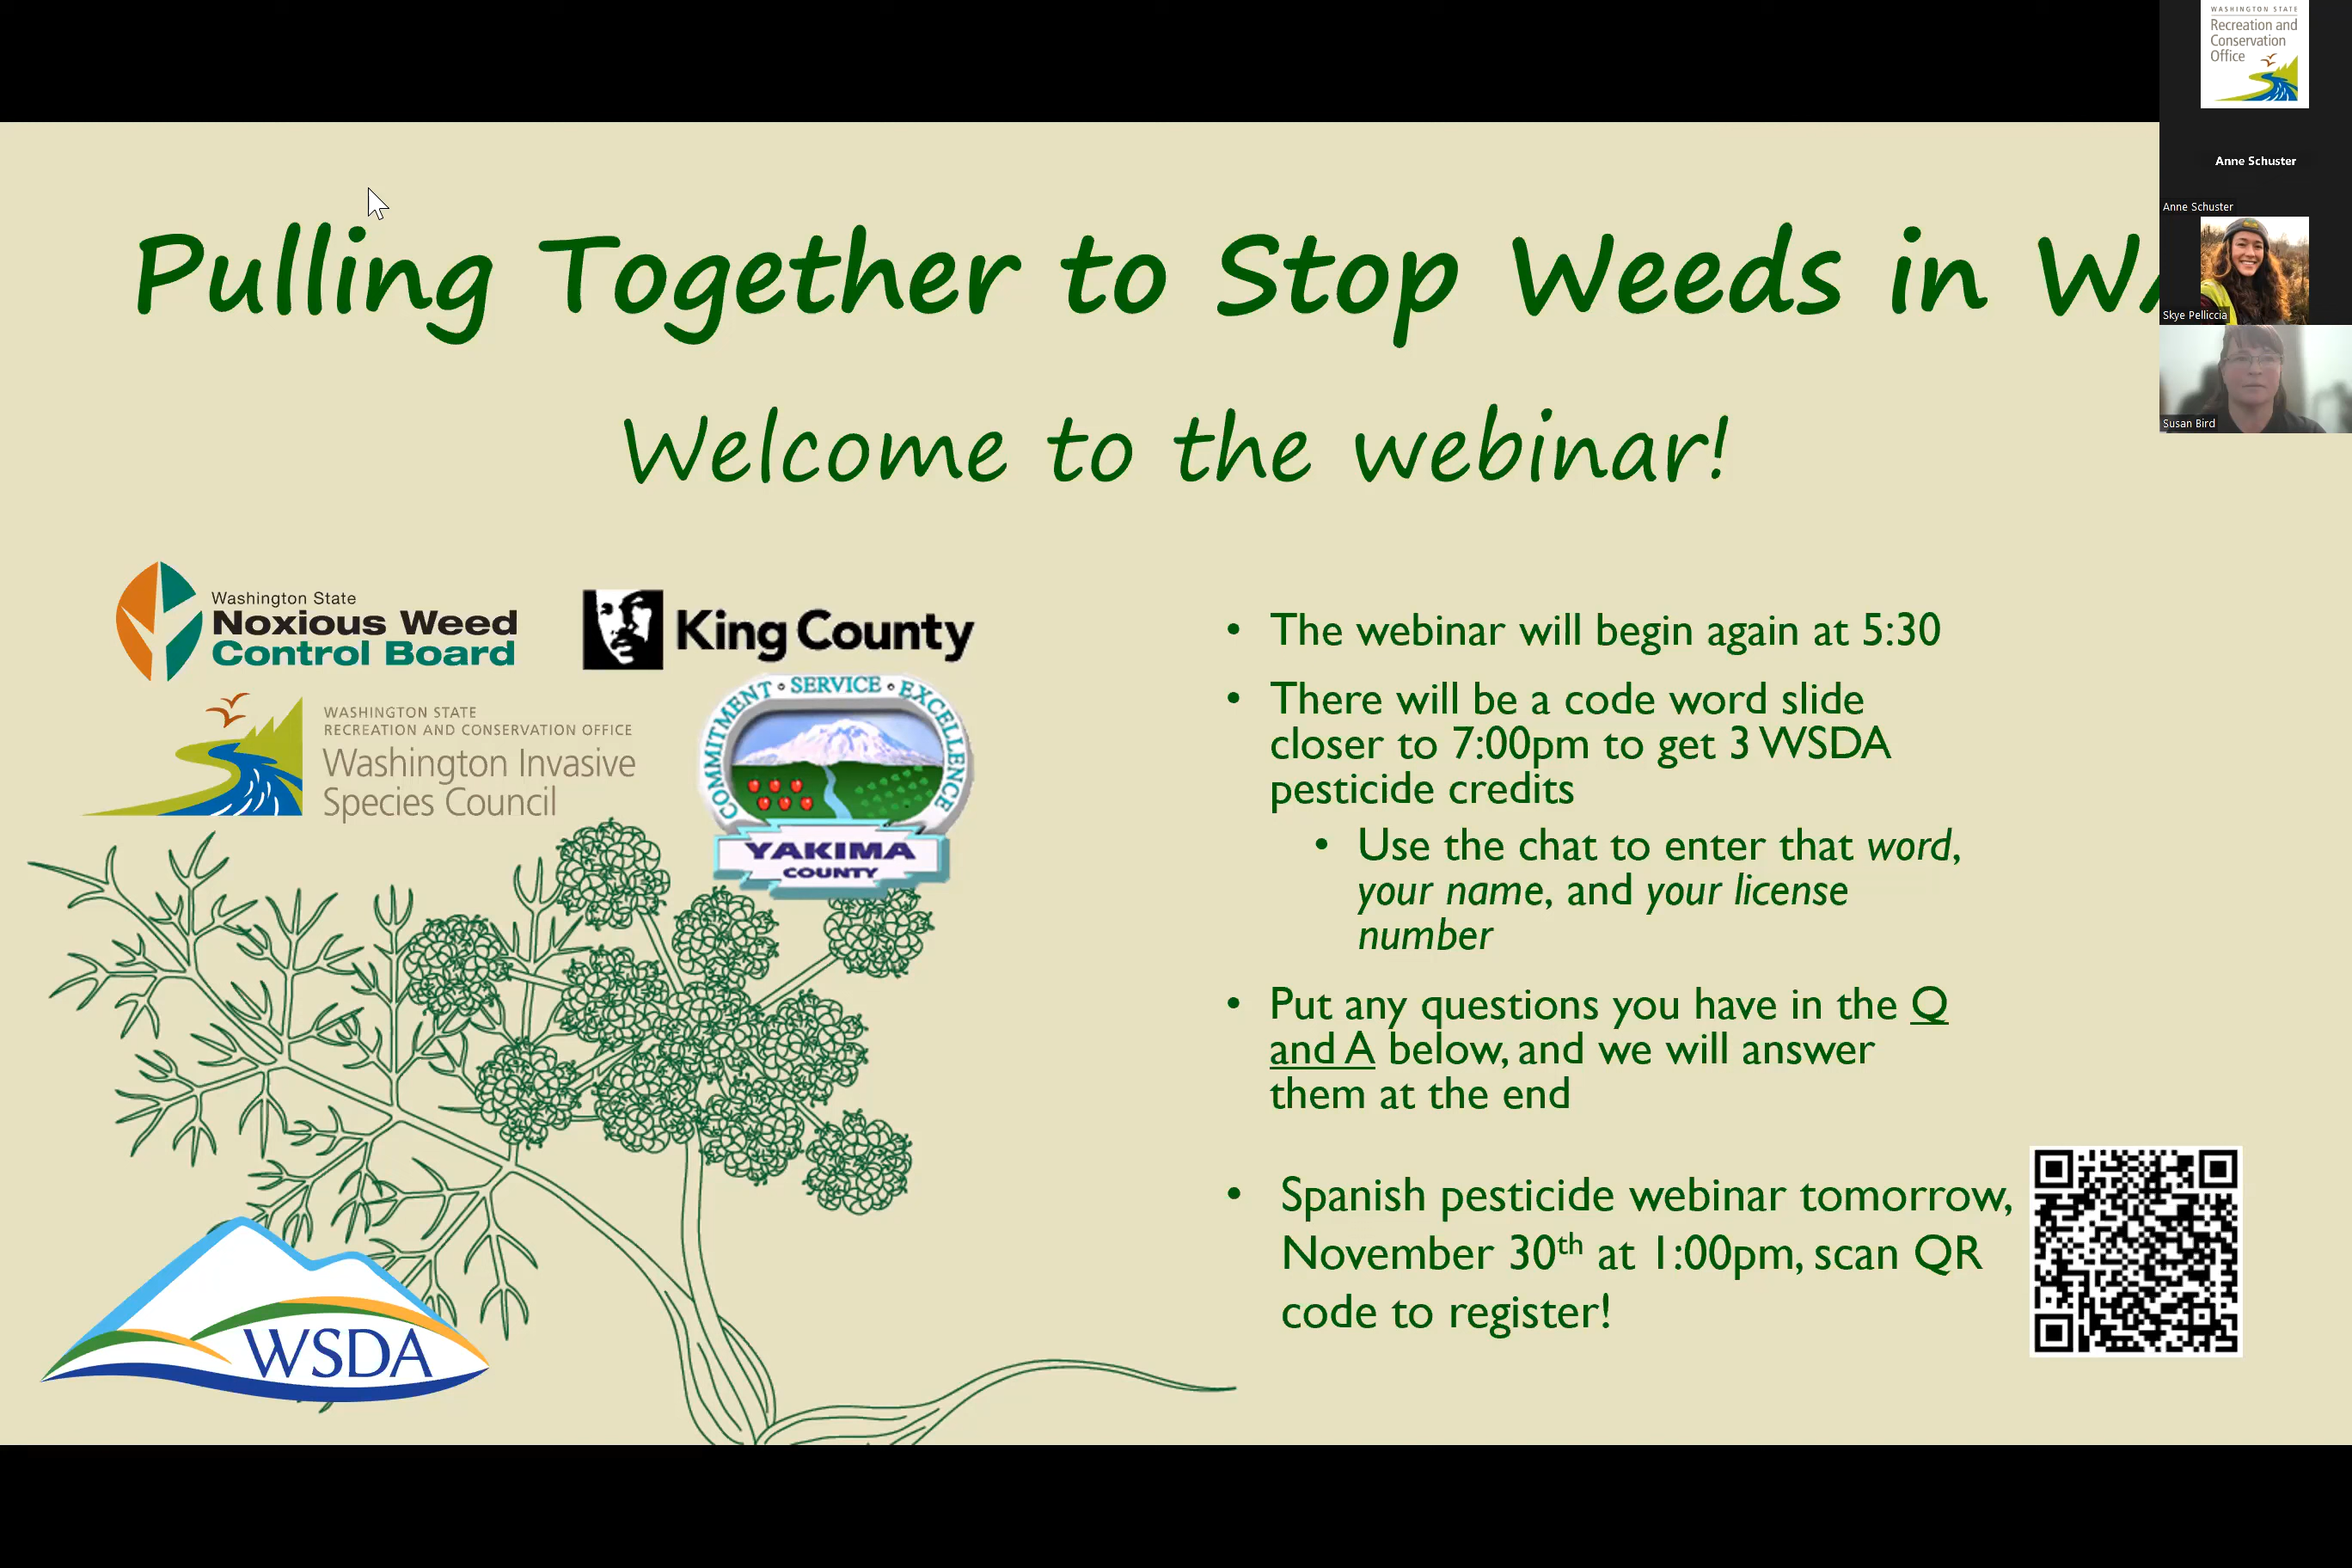 WASHINGTON STATE
Recreation and
Conservation
Office
Anne Schuster
Anne Schuster
Skye Pelliccia
Susan Bird
Pulling Together to Stop Weeds in WA
Welcome to the webinar!
Washington State
Noxious Weed
Control Board
King County
WASHINGTON STATE
RECREATION AND CONSERVATION OFFICE
Washington Invasive
Species Council
COMMITMENT • SERVICE • EXCELLENCE
YAKIMA
COUNTY
WSDA
• The webinar will begin again at 5:30
• There will be a code word slide
closer to 7:00pm to get 3 WSDA
pesticide credits
• Use the chat to enter that word,
your name, and your license
number
• Put any questions you have in the Q
and A below, and we will answer
them at the end
• Spanish pesticide webinar tomorrow,
November 30th at 1:00pm, scan QR
code to register!